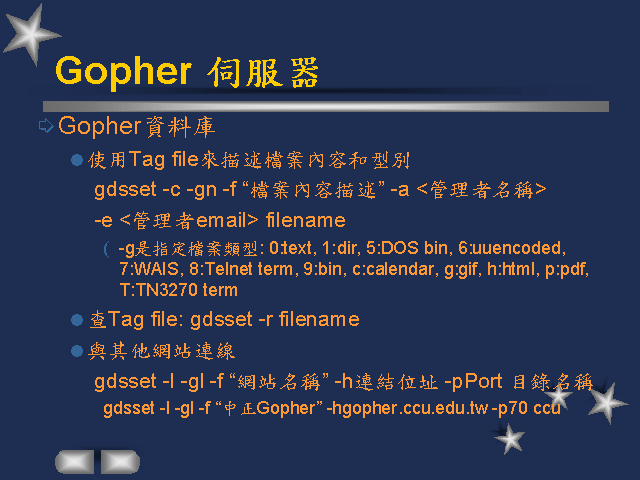 Gopher 伺服器
Gopher資料庫
使用Tag file來描述檔案內容和型別
gdsset -c -gn -f “檔案內容描述” -a <管理者名稱>
-e <管理者email> filename
-g是指定檔案類型: 0:text, 1:dir, 5:DOS bin, 6:uuencoded,
7:WAIS, 8:Telnet term, 9:bin, c:calendar, g:gif, h:html, p:pdf,
T:TN3270 term
查Tag file: gdsset -r filename
與其他網站連線
gdsset -l -gl -f “網站名稱” -h連結位址 -pPort 目錄名稱
gdsset -l -gl -f “中正Gopher” -hgopher.ccu.edu.tw -p70 ccu